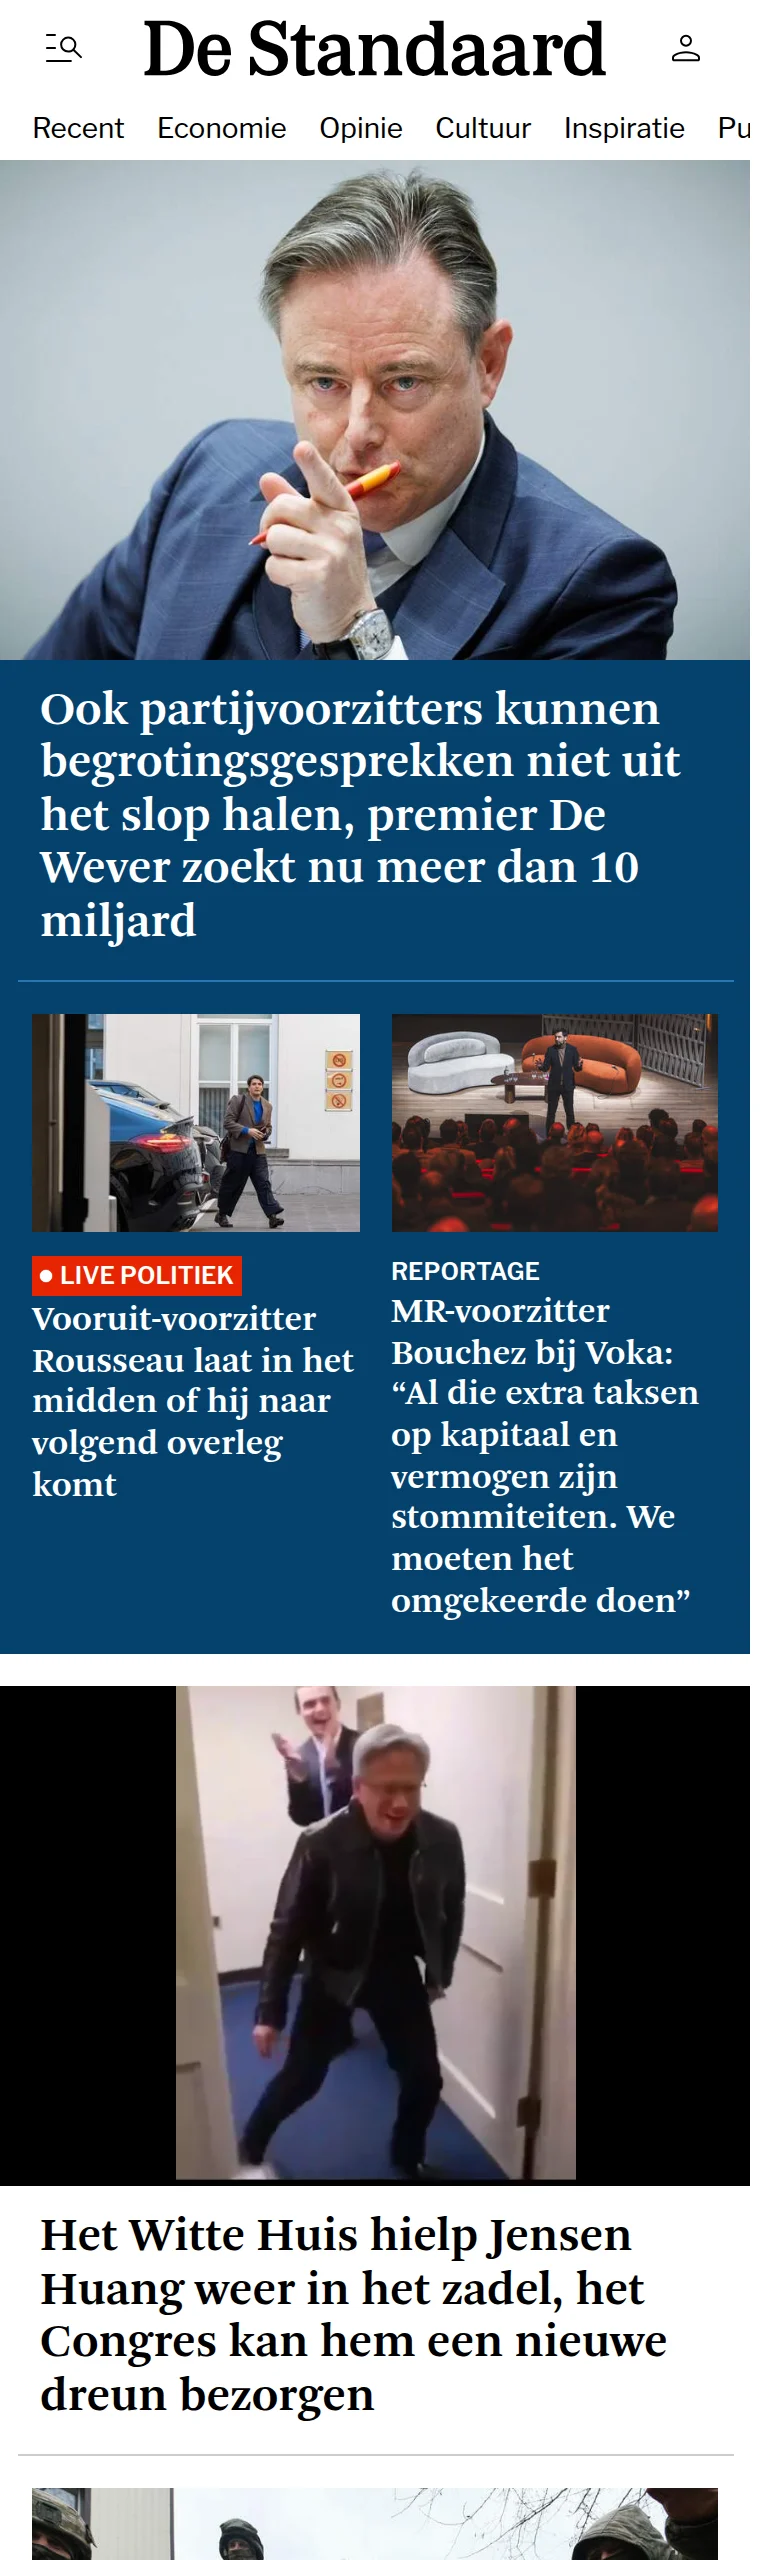 De Standaard
Recent Economie Opinie Cultuur Inspiratie Pu
Ook partijvoorzitters kunnen
begrotingsgesprekken niet uit
het slop halen, premier De
Wever zoekt nu meer dan 10
miljard
LIVE POLITIEK
Vooruit-voorzitter
Rousseau laat in het
midden of hij naar
volgend overleg
komt
REPORTAGE
MR-voorzitter
Bouchez bij Voka:
“Al die extra taksen
op kapitaal en
vermogen zijn
stommiteiten. We
moeten het
omgekeerde doen”
Het Witte Huis hielp Jensen
Huang weer in het zadel, het
Congres kan hem een nieuwe
dreun bezorgen